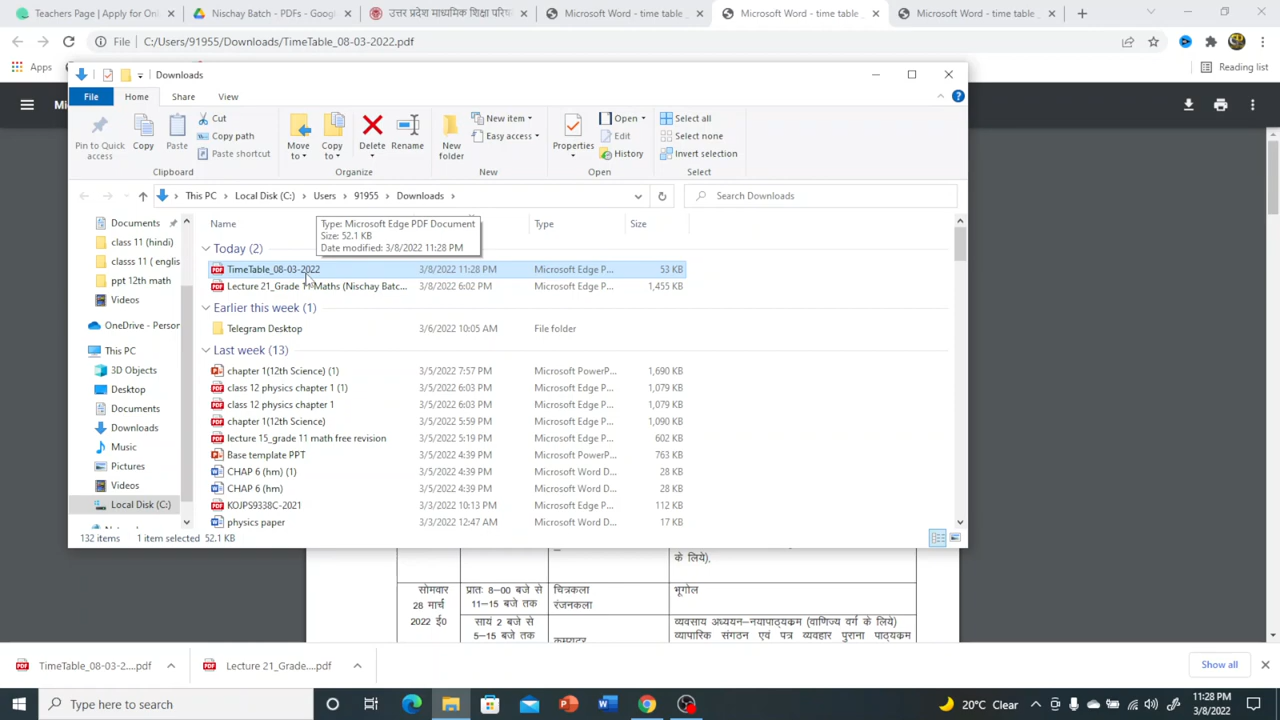 Teachers Page | Apply for Onl
Nischay Batch - PDFs - Google
उत्तर प्रदेश माध्यमिक शिक्षा परिष
Microsoft Word - time table
Microsoft Word - time table
Microsoft Word - time table
File C:/Users/91955/Downloads/TimeTable_08-03-2022.pdf
Apps
Reading list
Downloads
File Home Share View
Pin to Quick access
Copy
Paste
Cut
Copy path
Paste shortcut
Clipboard
Move to
Copy to
Delete
Rename
Organize
New folder
New item
Easy access
New
Properties
Open
Edit
History
Open
Select all
Select none
Invert selection
Select
This PC Local Disk (C:) Users 91955 Downloads
Search Downloads
Documents
class 11 (hindi)
class 11 ( englis
ppt 12th math
Videos
OneDrive - Person
This PC
3D Objects
Desktop
Documents
Downloads
Music
Pictures
Videos
Local Disk (C:)
Name Type Size
Type: Microsoft Edge PDF Document
Size: 52.1 KB
Date modified: 3/8/2022 11:28 PM
Today (2)
TimeTable_08-03-2022 3/8/2022 11:28 PM Microsoft Edge P... 53 KB
Lecture 21_Grade 11 Maths (Nischay Batc... 3/8/2022 6:02 PM Microsoft Edge P... 1,455 KB
Earlier this week (1)
Telegram Desktop 3/6/2022 10:05 AM File folder
Last week (13)
chapter 1(12th Science) (1) 3/5/2022 7:57 PM Microsoft PowerP... 1,690 KB
class 12 physics chapter 1 (1) 3/5/2022 6:03 PM Microsoft Edge P... 1,079 KB
class 12 physics chapter 1 3/5/2022 6:03 PM Microsoft Edge P... 1,079 KB
chapter 1(12th Science) 3/5/2022 5:59 PM Microsoft Edge P... 1,090 KB
lecture 15_grade 11 math free revision 3/5/2022 5:19 PM Microsoft Edge P... 602 KB
Base template PPT 3/5/2022 4:39 PM Microsoft PowerP... 763 KB
CHAP 6 (hm) (1) 3/5/2022 4:39 PM Microsoft Word D... 28 KB
CHAP 6 (hm) 3/5/2022 4:39 PM Microsoft Word D... 28 KB
KOJPS9338C-2021 3/3/2022 10:13 PM Microsoft Edge P... 112 KB
physics paper 3/3/2022 12:47 AM Microsoft Word D... 17 KB
132 items 1 item selected 52.1 KB
के लिये),
सोमवार
28 मार्च
2022 ई0
प्रातः 8-00 बजे से
11-15 बजे तक
चित्रकला
रंजनकला
भूगोल
सायं 2 बजे से
5-15 बजे तक
व्यवसाय अध्ययन-नयापाठ्यक्रम (वाणिज्य वर्ग के लिये)
व्यापारिक संगठन एवं पत्र व्यवहार पुराना पाठ्यक्रम
TimeTable_08-03-2....pdf
Lecture 21_Grade....pdf
Show all
Type here to search
20°C Clear
11:28 PM
3/8/2022